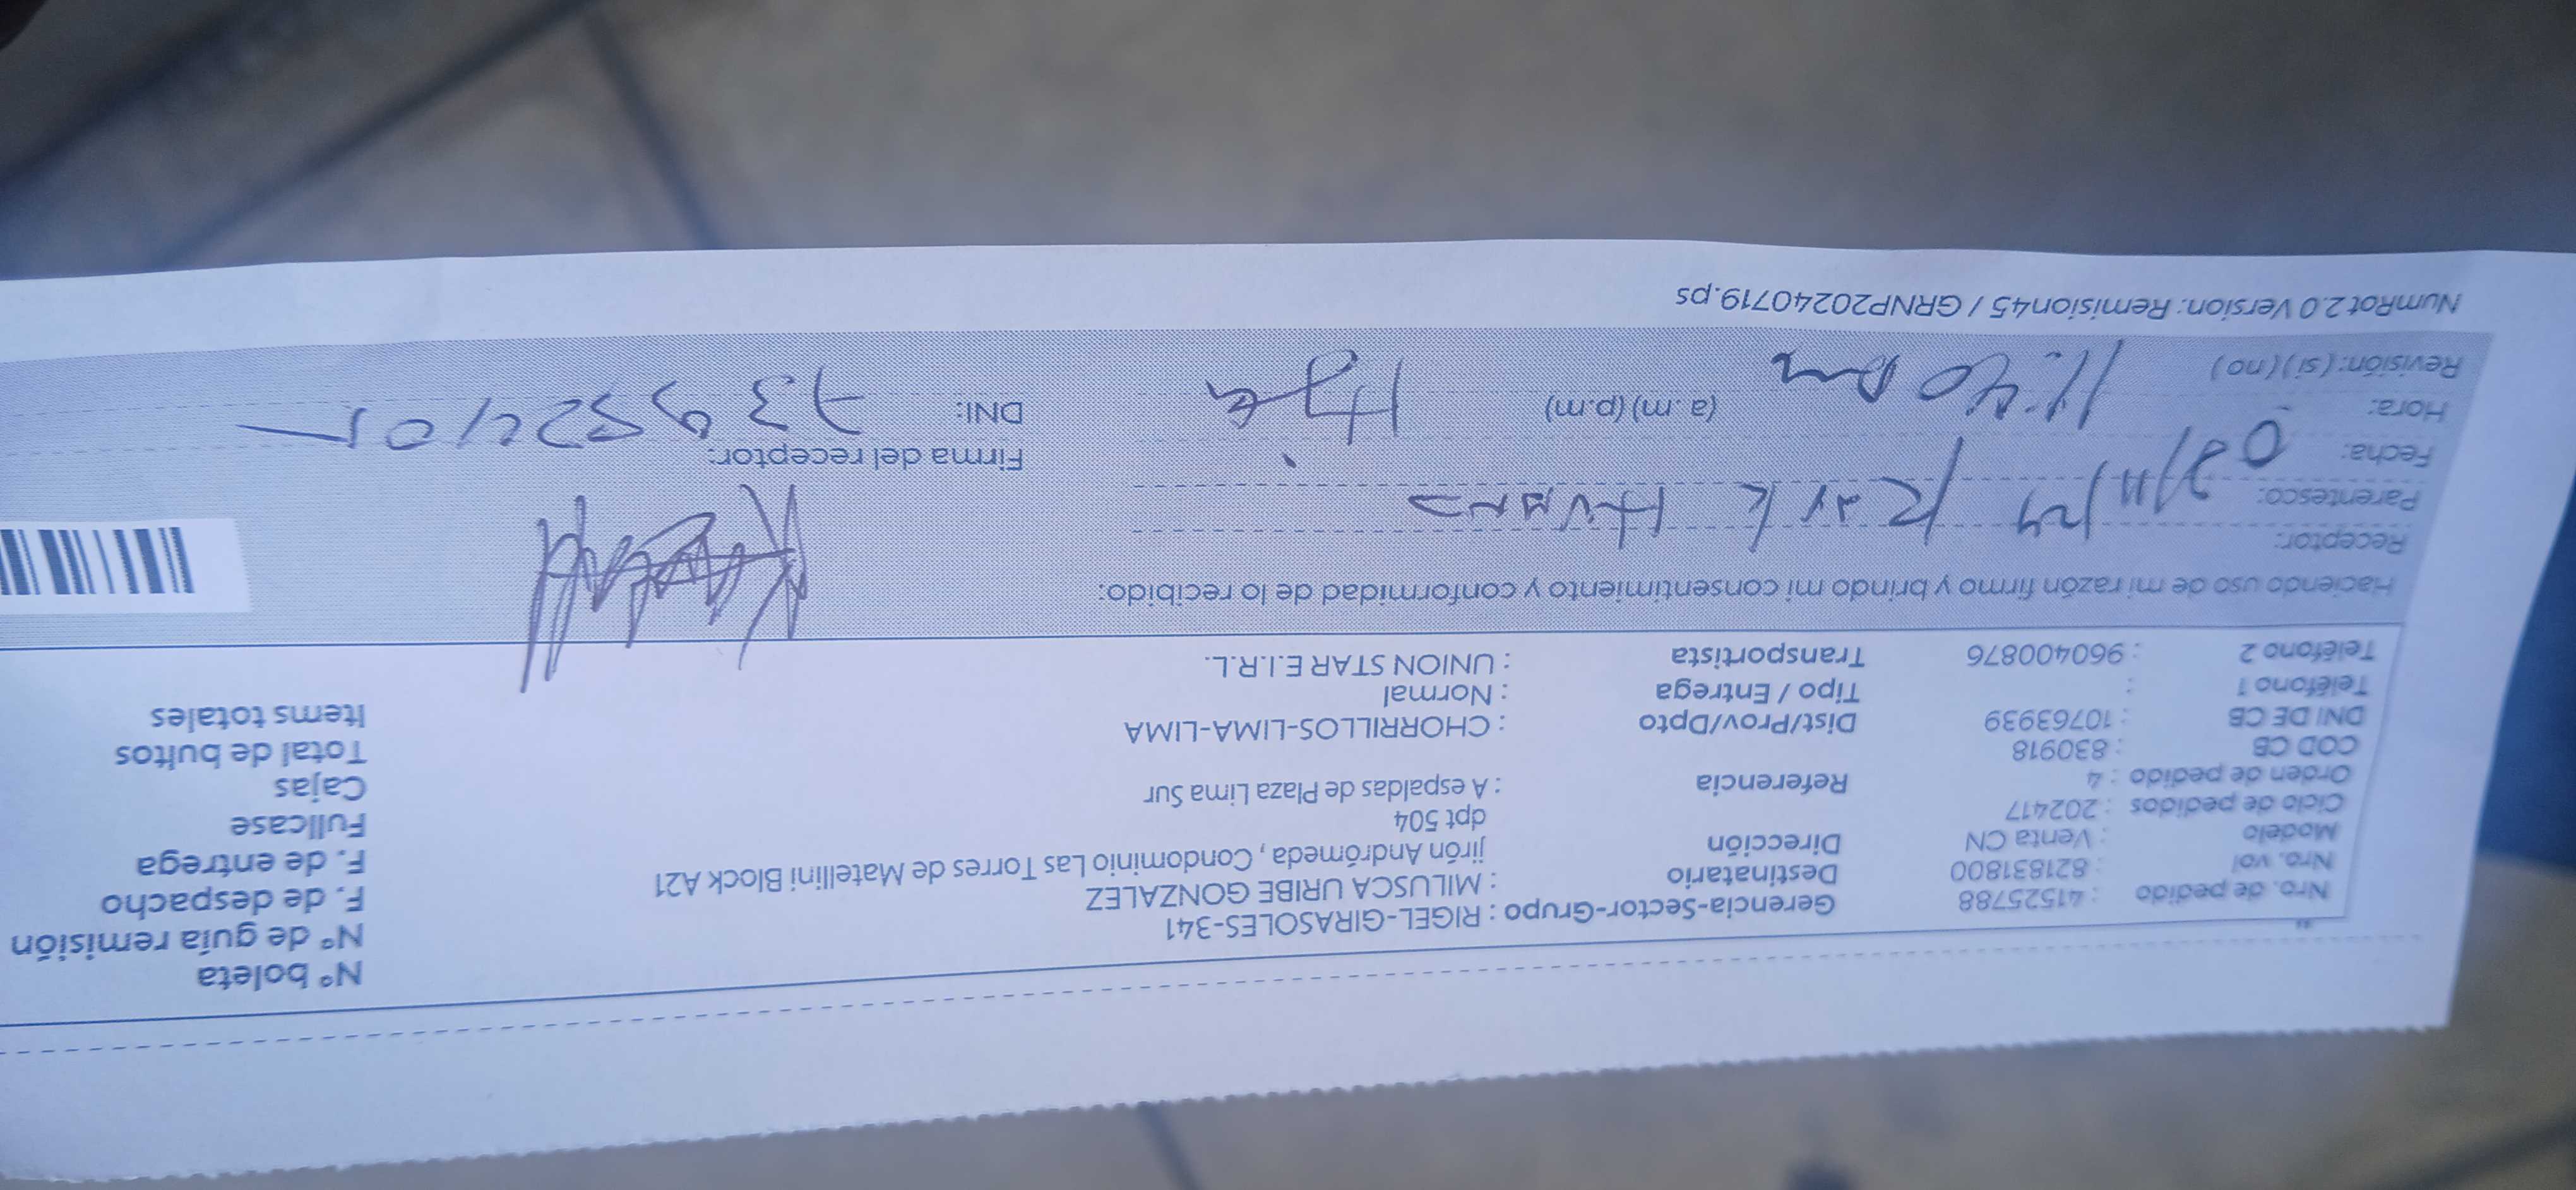 Nº boleta
Nº de guía remisión
F. de despacho
F. de entrega
Fullcase
Cajas
Total de bultos
Items totales
Nro. de pedido : 41525788
Nro. vol : 821831800
Modelo : Venta CN
Ciclo de pedidos : 202417
Orden de pedido : 4
COD CB : 830918
DNI DE CB : 10763939
Teléfono 1 :
Teléfono 2 : 960400876
Gerencia-Sector-Grupo : RIGEL-GIRASOLES-341
Destinatario : MILUSCA URIBE GONZALEZ
Dirección jirón Andrómeda , Condominio Las Torres de Matellini Block A21
dpt 504
Referencia : A espaldas de Plaza Lima Sur
Dist/Prov/Dpto : CHORRILLOS-LIMA-LIMA
Tipo / Entrega : Normal
Transportista : UNION STAR E.I.R.L.
Haciendo uso de mi razón firmo y brindo mi consentimiento y conformidad de lo recibido:
Receptor:
Parentesco:
Fecha:
Hora: 11:40 (a.m) (p.m)
Revisión: (si) (no)
Firma del receptor:
DNI:
NumRot 2.0 Version: Remision45 / GRNP20240719.ps